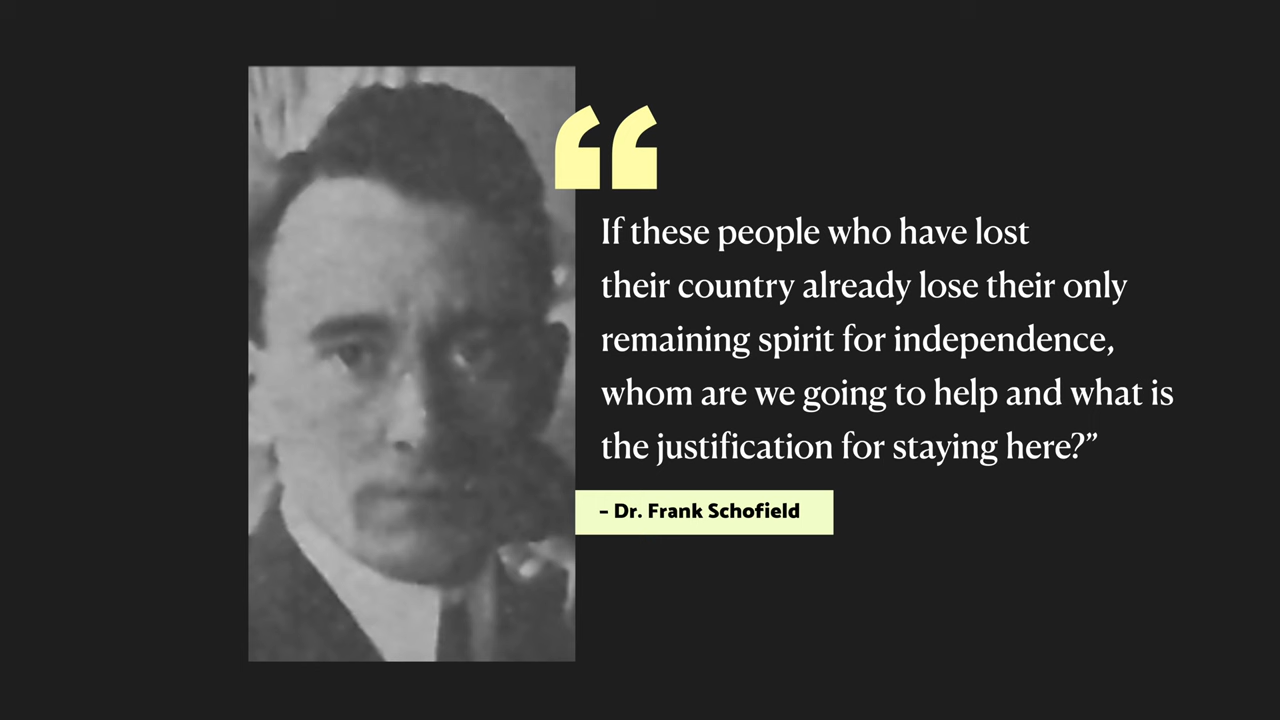 “
If these people who have lost
their country already lose their only
remaining spirit for independence,
whom are we going to help and what is
the justification for staying here?”
– Dr. Frank Schofield